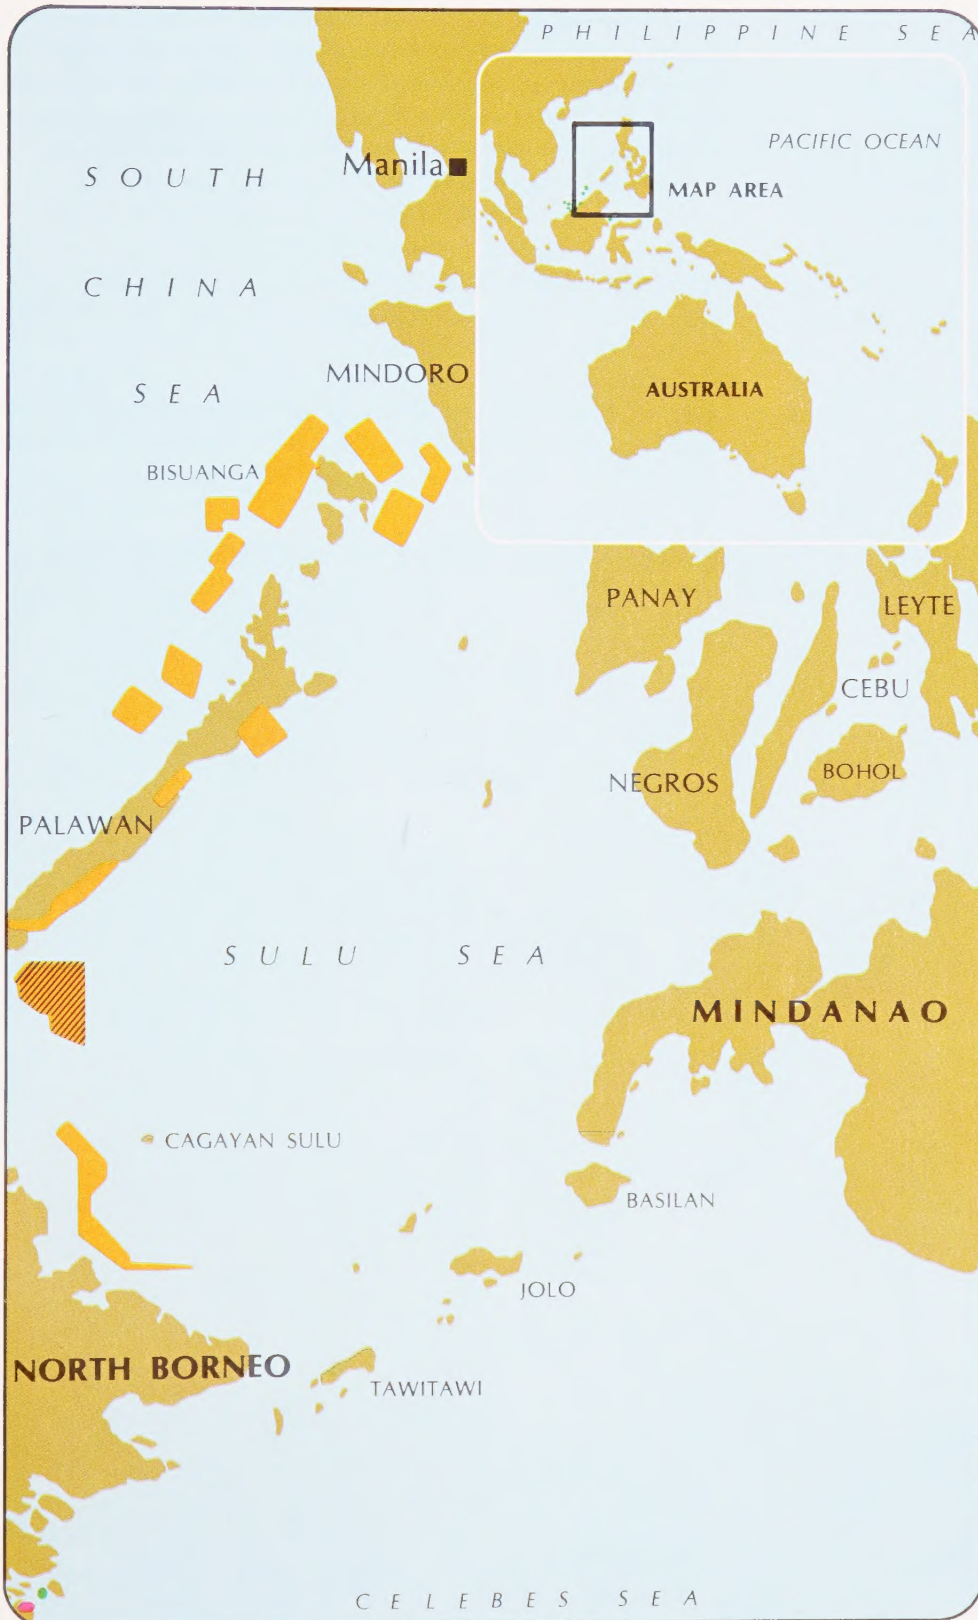 PHILIPPINE SEA
PACIFIC OCEAN
Manila
MAP AREA
SOUTH
CHINA
SEA
MINDORO
AUSTRALIA
BISUANGA
PANAY
LEYTE
CEBU
NEGROS
BOHOL
PALAWAN
SULU SEA
MINDANAO
CAGAYAN SULU
BASILAN
JOLO
NORTH BORNEO
TAWITAWI
CELEBES SEA